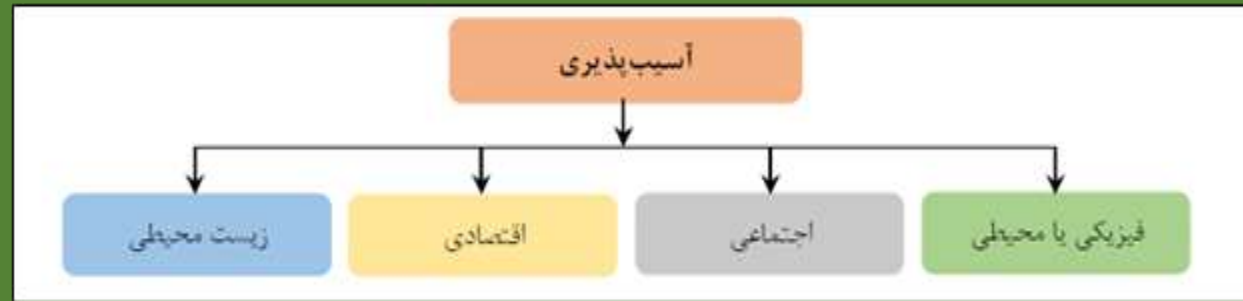 آسیب‌پذیری
فیزیکی یا محیطی
اجتماعی
اقتصادی
زیست محیطی